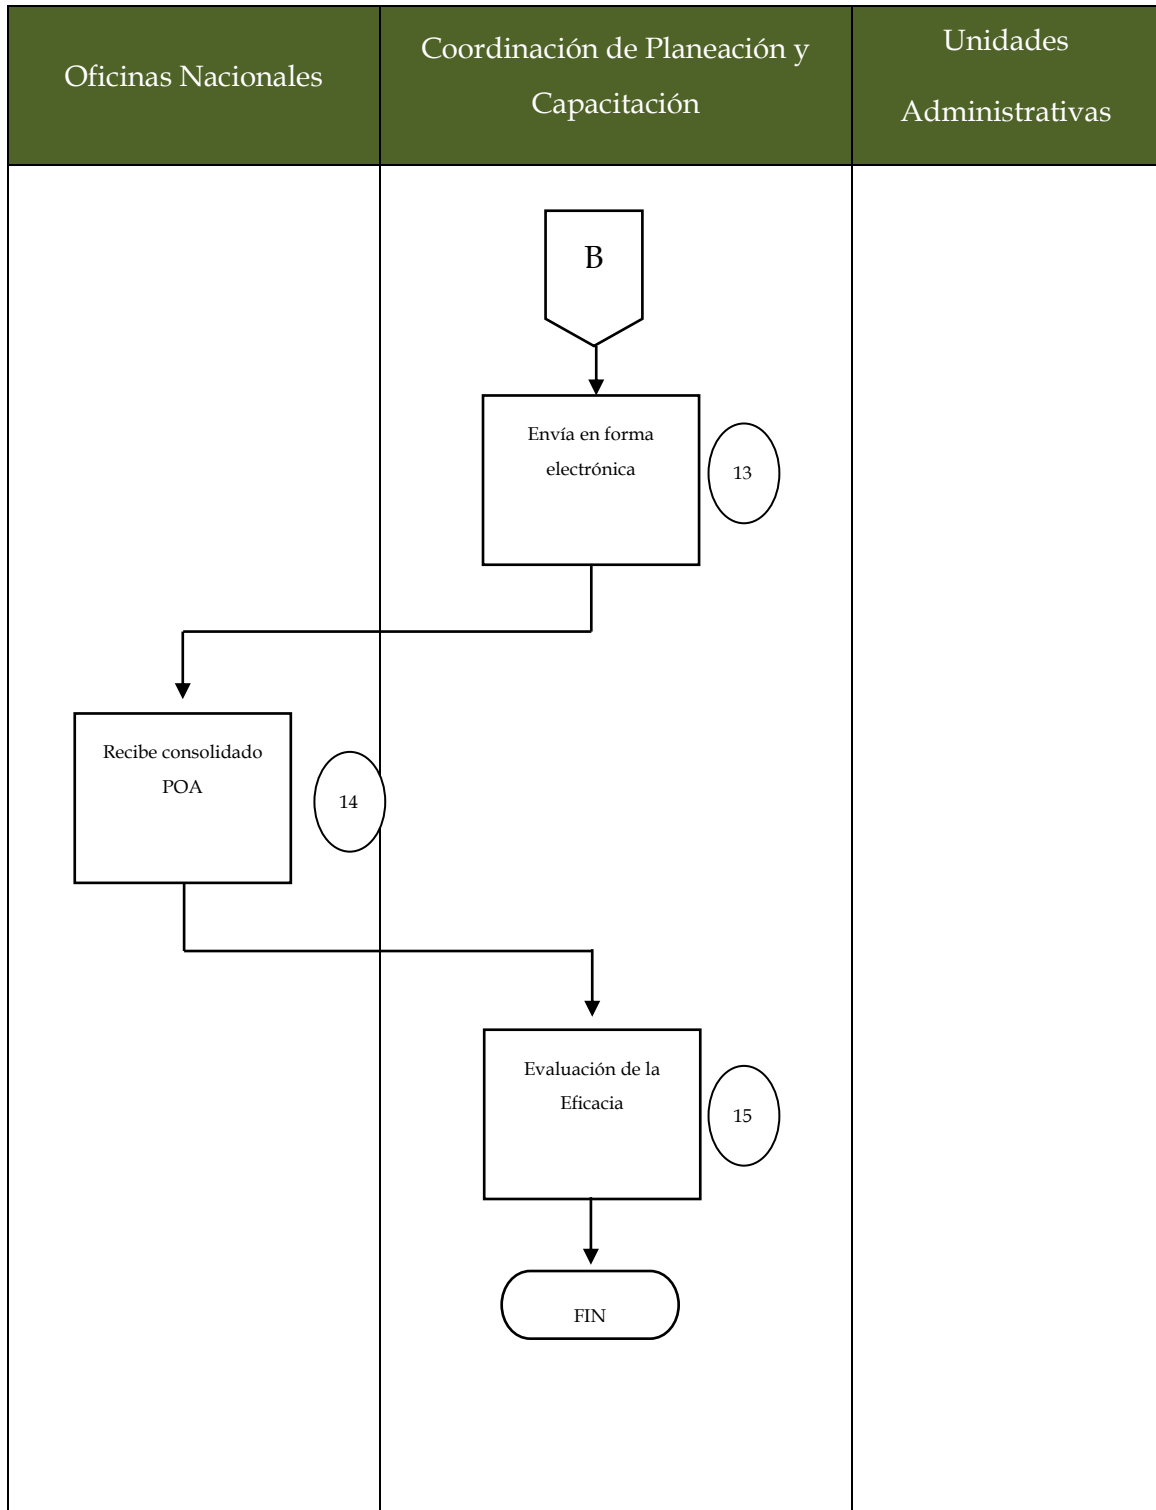 Oficinas Nacionales
Coordinación de Planeación y
Capacitación
Unidades
Administrativas
B
Envía en forma
electrónica
13
Recibe consolidado
POA
14
Evaluación de la
Eficacia
15
FIN